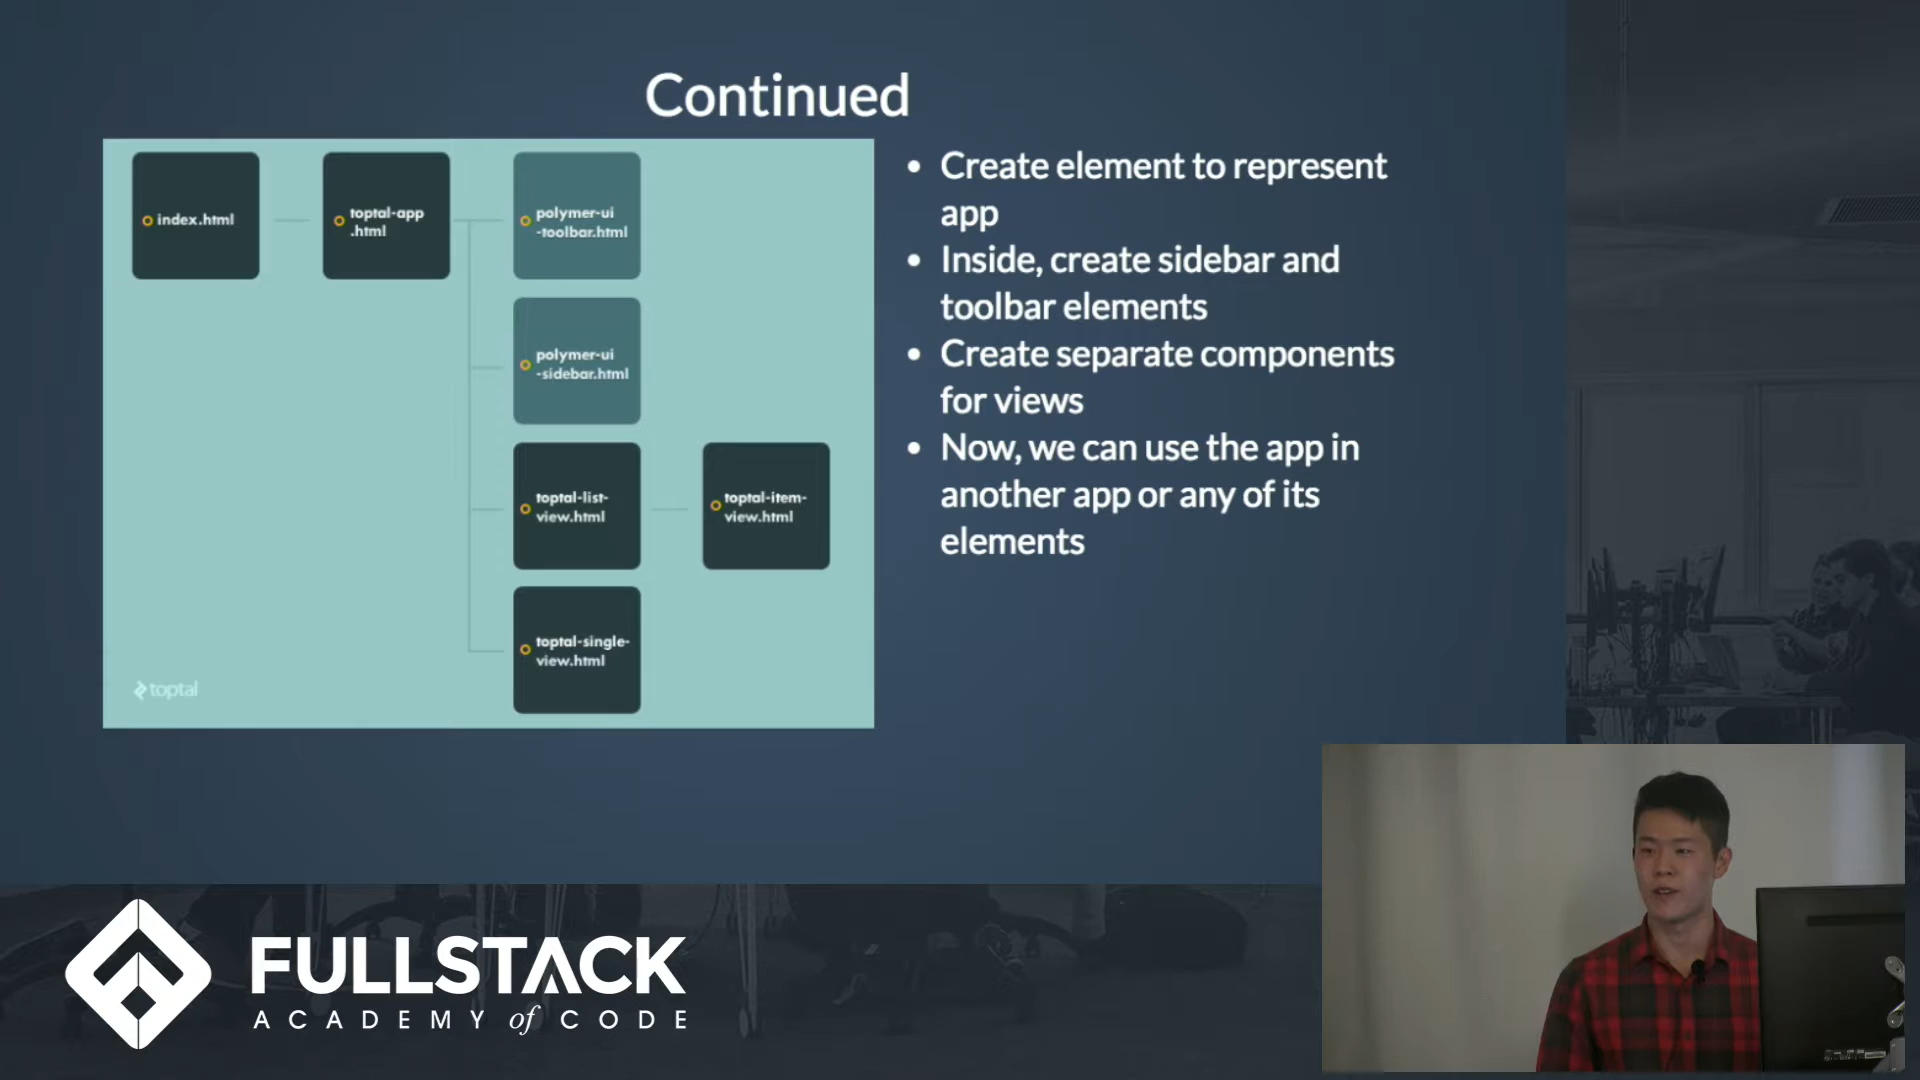 Continued
index.html
toptal-app
.html
polymer-ui
-toolbar.html
polymer-ui
-sidebar.html
toptal-list-
view.html
toptal-item-
view.html
toptal-single-
view.html
toptal
• Create element to represent
app
• Inside, create sidebar and
toolbar elements
• Create separate components
for views
• Now, we can use the app in
another app or any of its
elements
FULLSTACK
ACADEMY of CODE